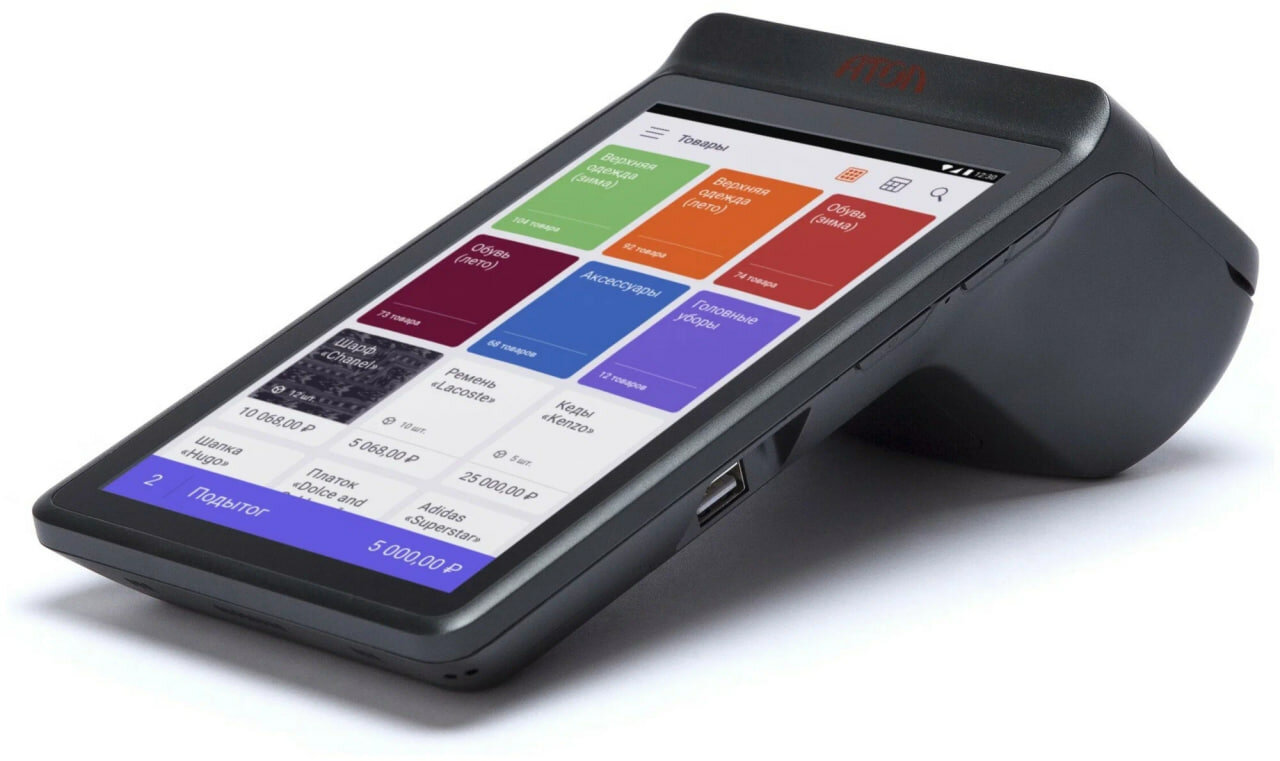 АТОЛ
12:30
Товары
Верхняя
одежда
(зима)
104 товара
Верхняя
одежда
(лето)
92 товара
Обувь
(зима)
74 товара
Обувь
(лето)
73 товара
Аксессуары
68 товаров
Головные
уборы
12 товаров
Шарф
«Chanel»
12 шт.
10 068,00 ₽
Ремень
«Lacoste»
10 шт.
5 068,00 ₽
Кеды
«Kenzo»
5 шт.
25 000,00 ₽
Шапка
«Hugo»
Платок
«Dolce and
Adidas
«Superstar»
2 Подытог
5 000,00 ₽